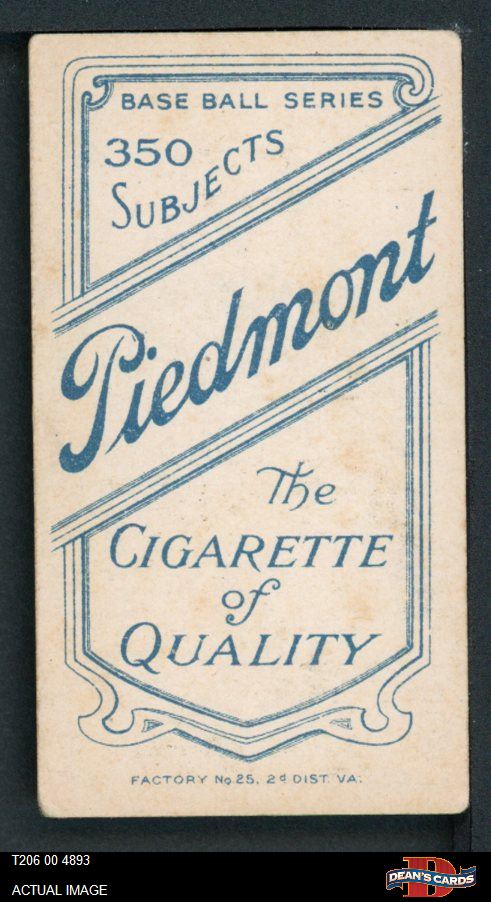 BASE BALL SERIES
350
SUBJECTS
Piedmont
The
CIGARETTE
of
QUALITY
FACTORY No. 25, 2d DIST. VA.
T206 00 4893
ACTUAL IMAGE
D
DEAN'S CARDS